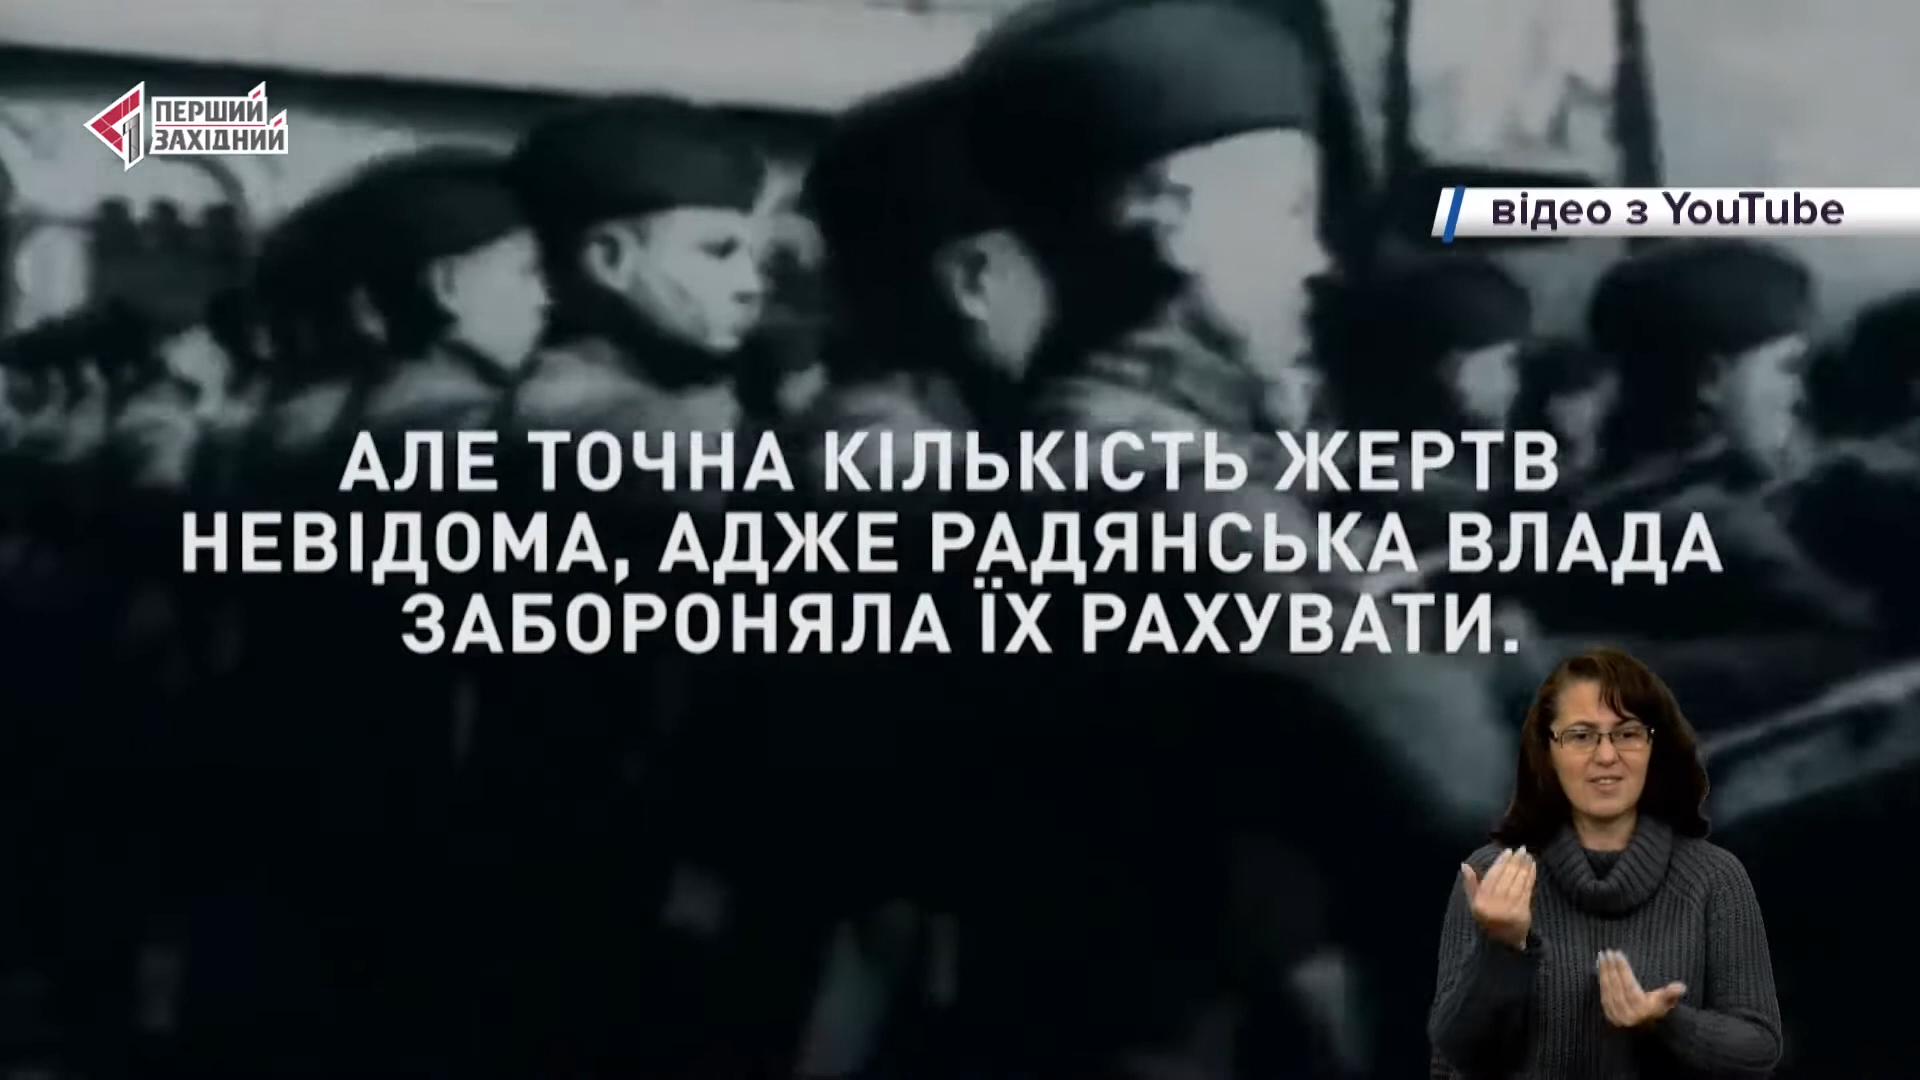 ПЕРШИЙ
ЗАХІДНИЙ
відео з YouTube
АЛЕ ТОЧНА КІЛЬКІСТЬ ЖЕРТВ
НЕВІДОМА, АДЖЕ РАДЯНСЬКА ВЛАДА
ЗАБОРОНЯЛА ЇХ РАХУВАТИ.